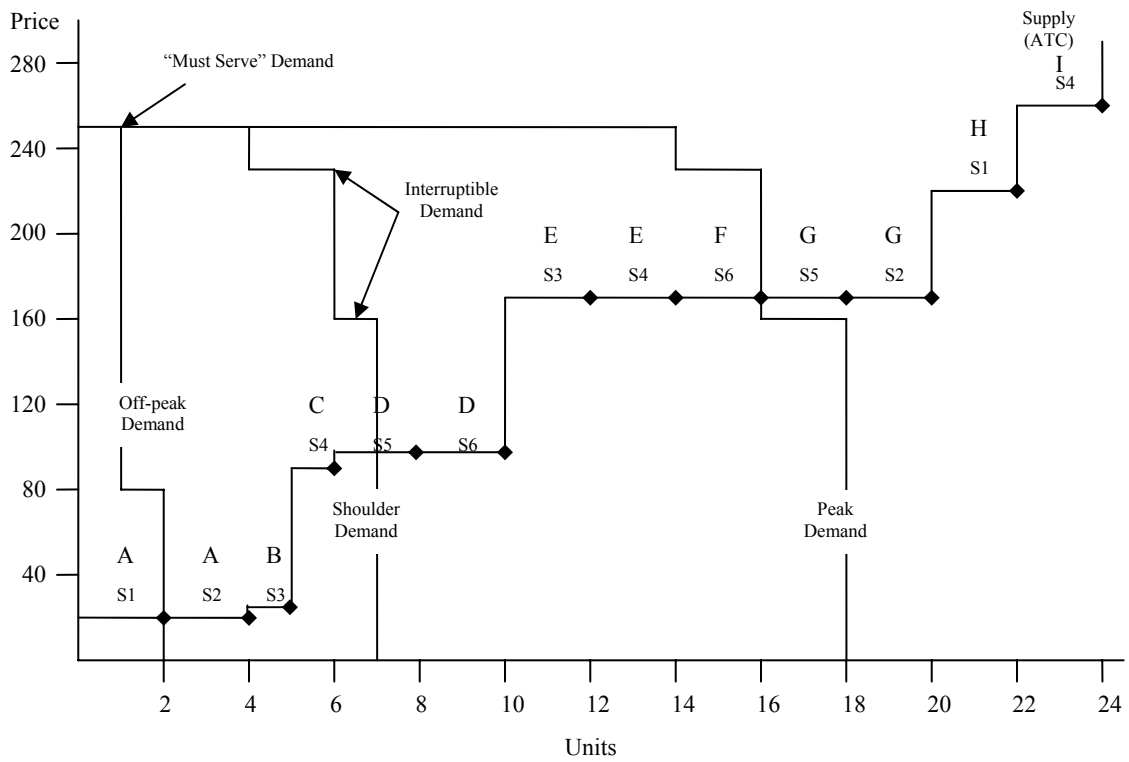 Price
Supply
(ATC)
280
“Must Serve” Demand
I
S4
240
H
S1
Interruptible
Demand
200
E
E
F
G
G
S3
S4
S6
S5
S2
160
120
Off-peak
Demand
C
D
D
S4
S5
S6
80
Shoulder
Demand
Peak
Demand
A
A
B
40
S1
S2
S3
2
4
6
8
10
12
14
16
18
20
22
24
Units